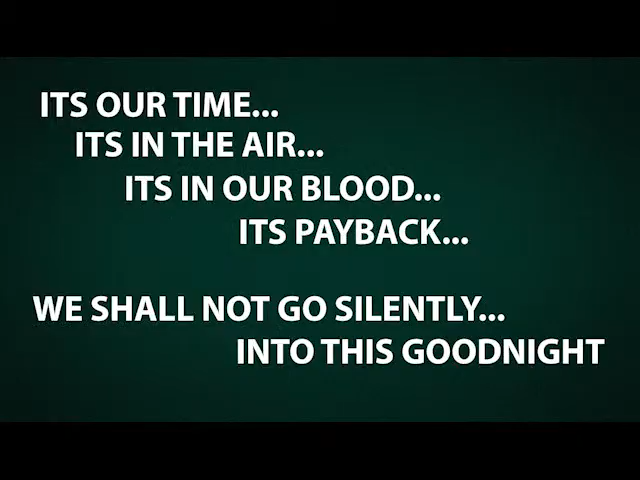 ITS OUR TIME...
ITS IN THE AIR...
ITS IN OUR BLOOD...
ITS PAYBACK...
WE SHALL NOT GO SILENTLY...
INTO THIS GOODNIGHT